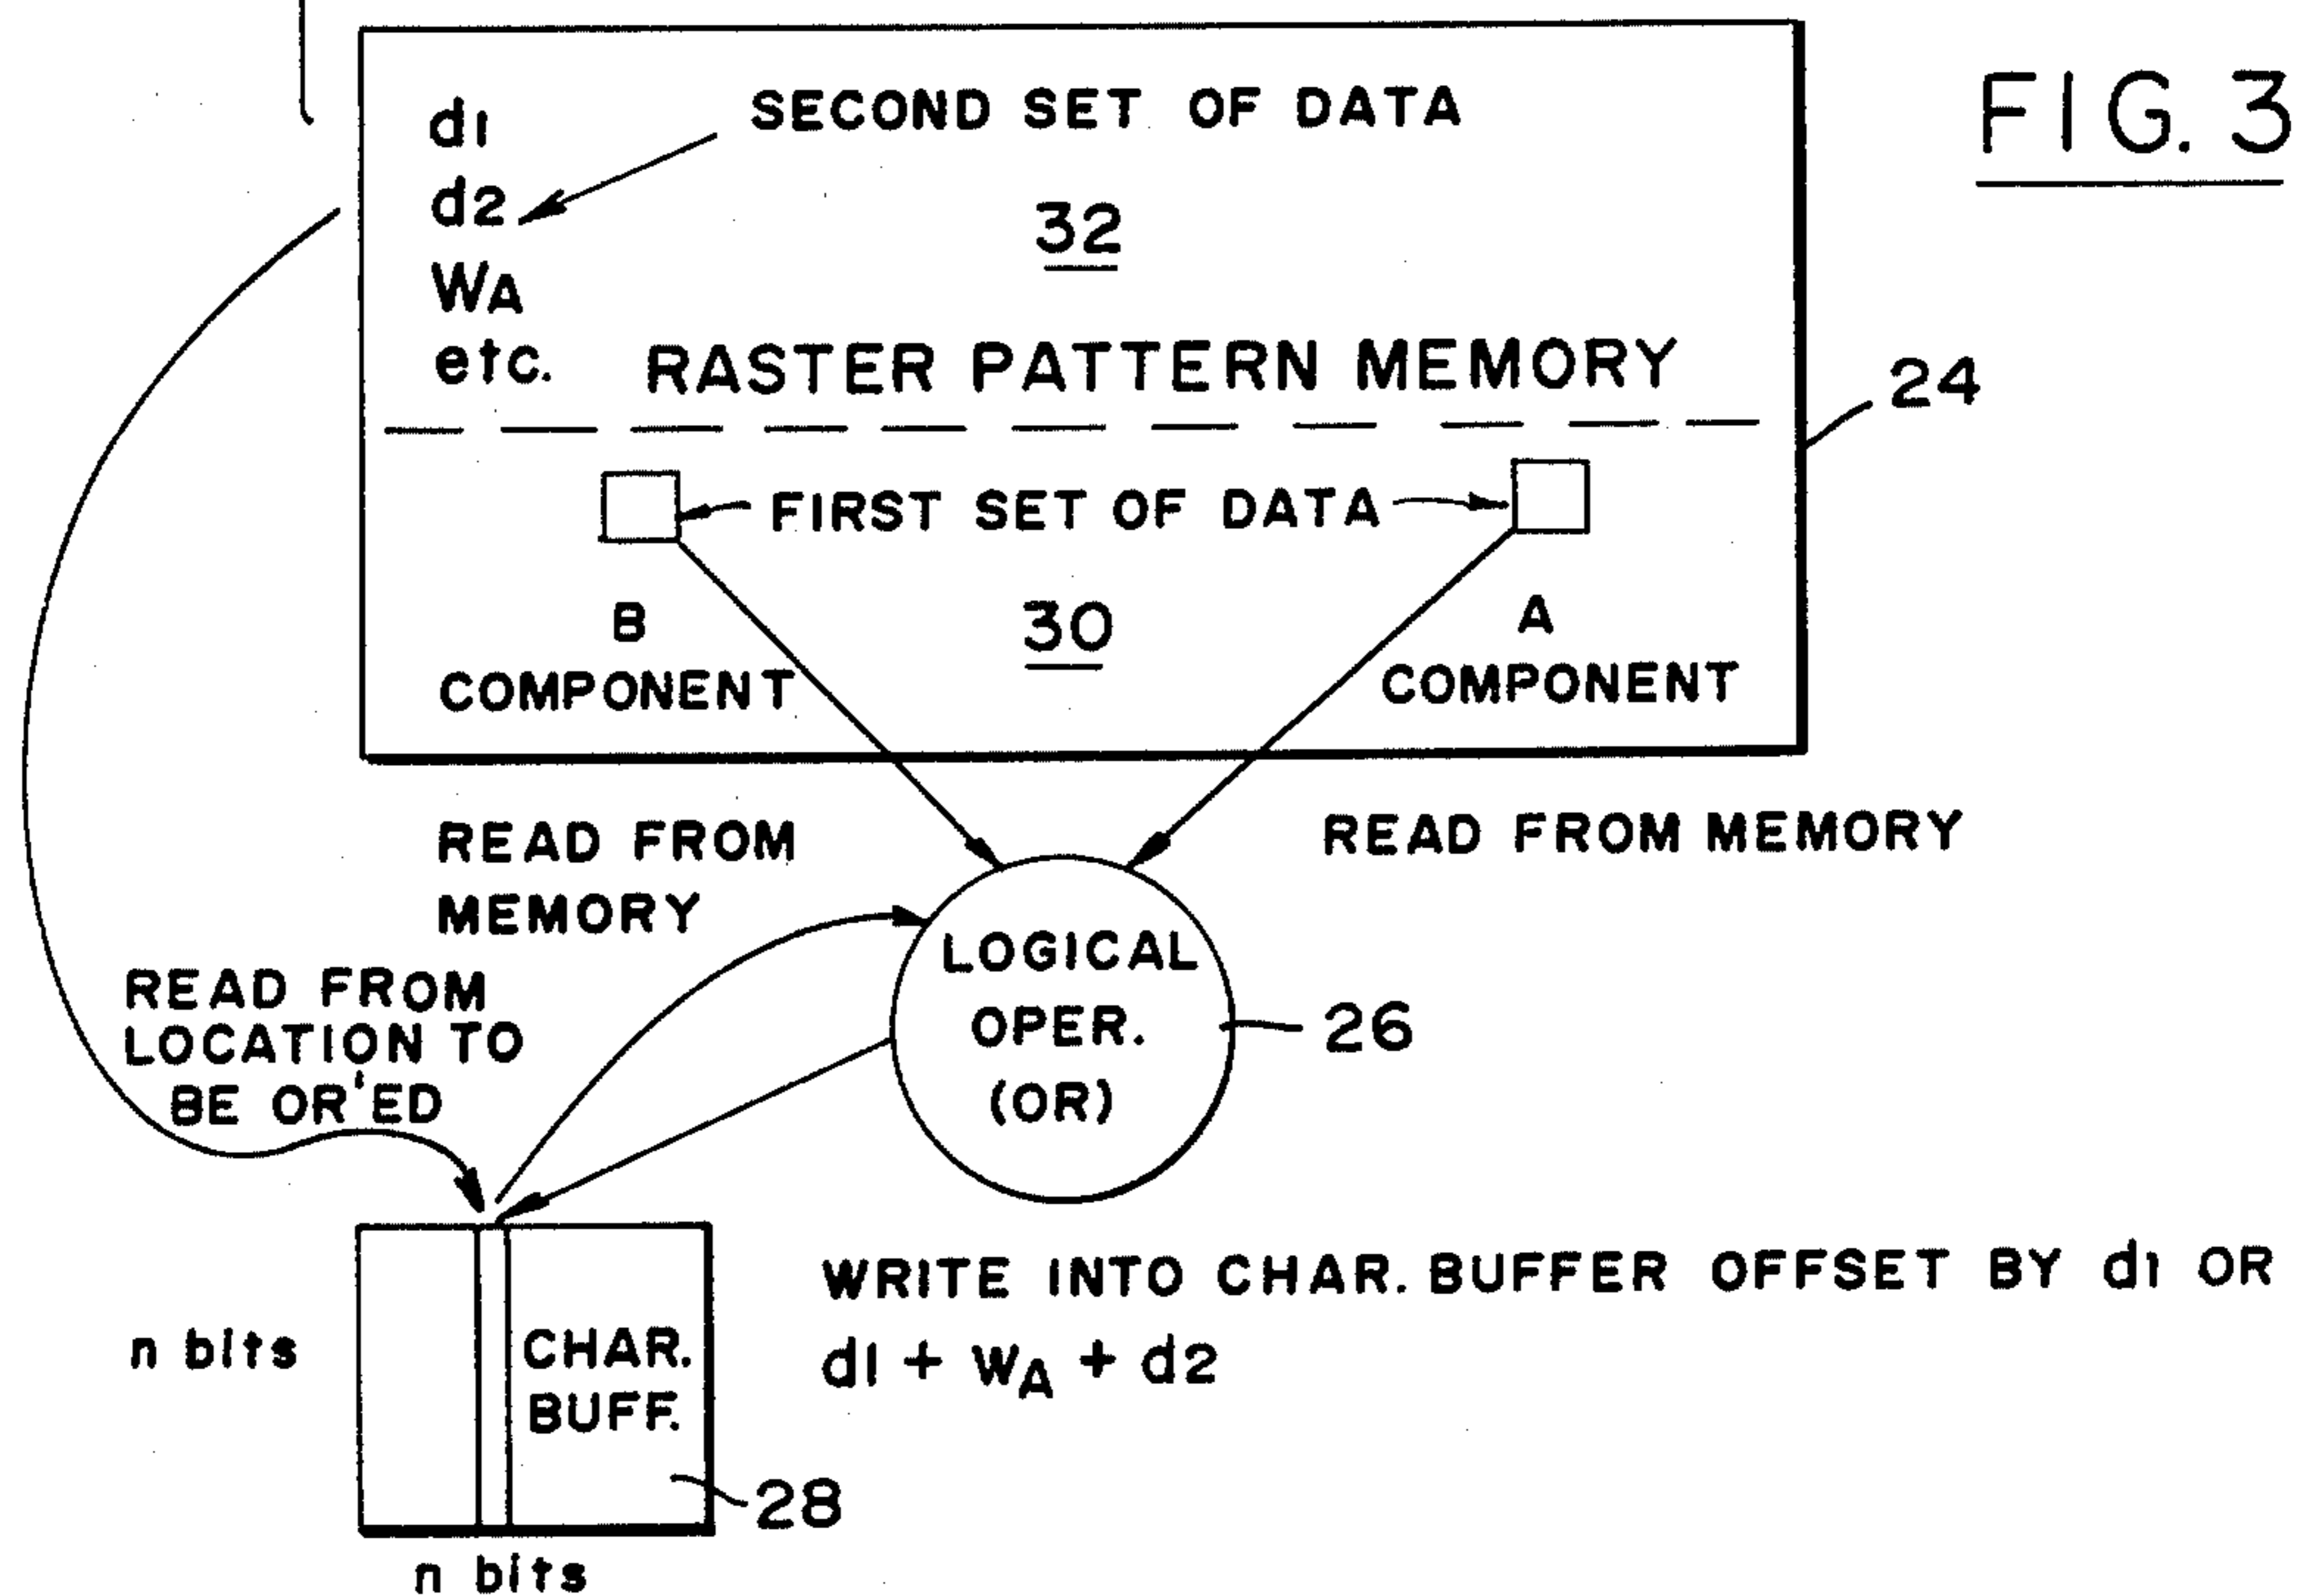 FIG. 3
d1
SECOND SET OF DATA
d2
32
WA
etc.
RASTER PATTERN MEMORY
24
FIRST SET OF DATA
B
COMPONENT
30
A
COMPONENT
READ FROM
MEMORY
READ FROM MEMORY
LOGICAL
OPER.
(OR)
26
READ FROM
LOCATION TO
BE OR'ED
WRITE INTO CHAR. BUFFER OFFSET BY d1 OR
d1 + WA + d2
n bits
CHAR.
BUFF.
28
n bits